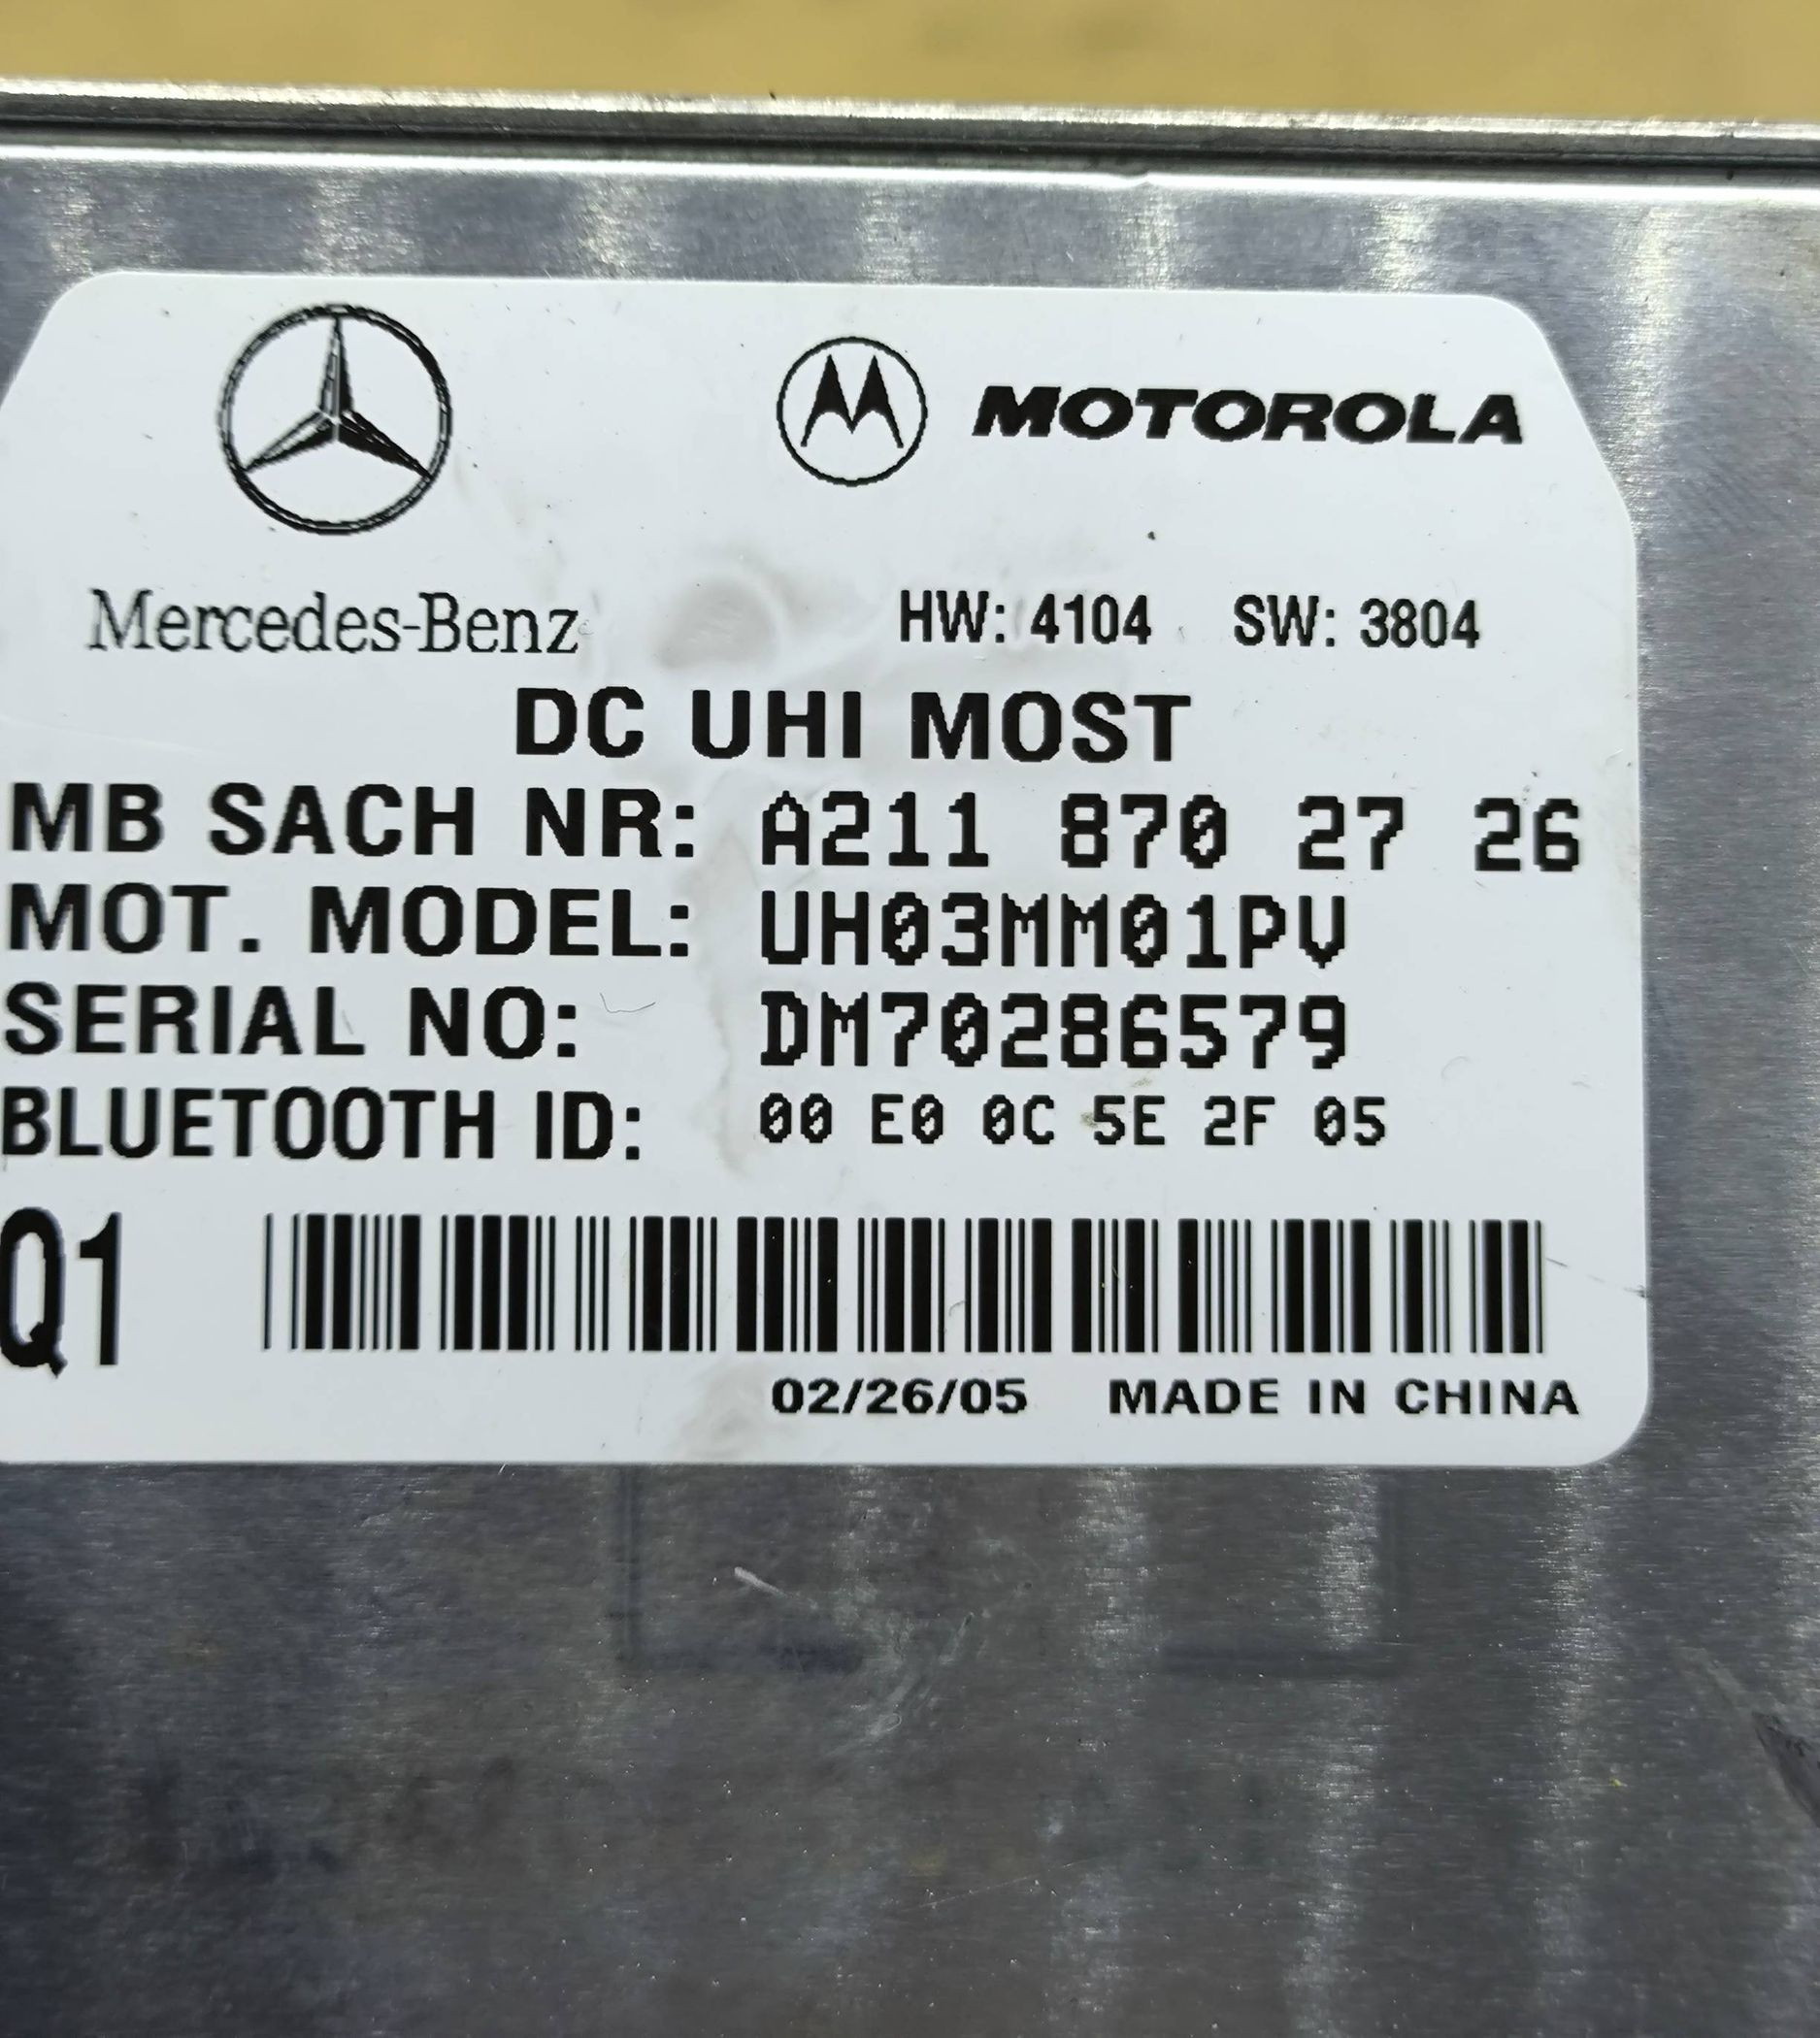 MOTOROLA
Mercedes-Benz
HW: 4104 SW: 3804
DC UHI MOST
MB SACH NR: A211 870 27 26
MOT. MODEL: UH03MM01PV
SERIAL NO: DM70286579
BLUETOOTH ID: 00 E0 0C 5E 2F 05
Q1
02/26/05 MADE IN CHINA